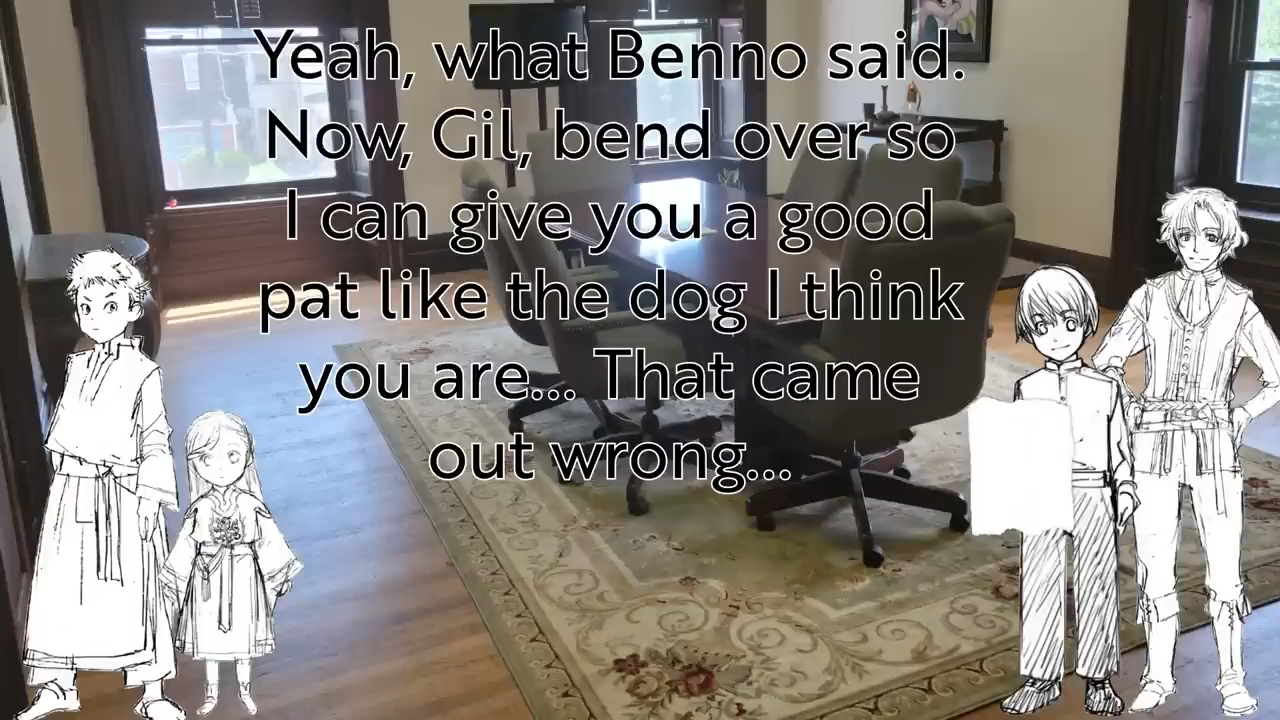 Yeah, what Benno said.
Now, Gil, bend over so
I can give you a good
pat like the dog I think
you are... That came
out wrong...